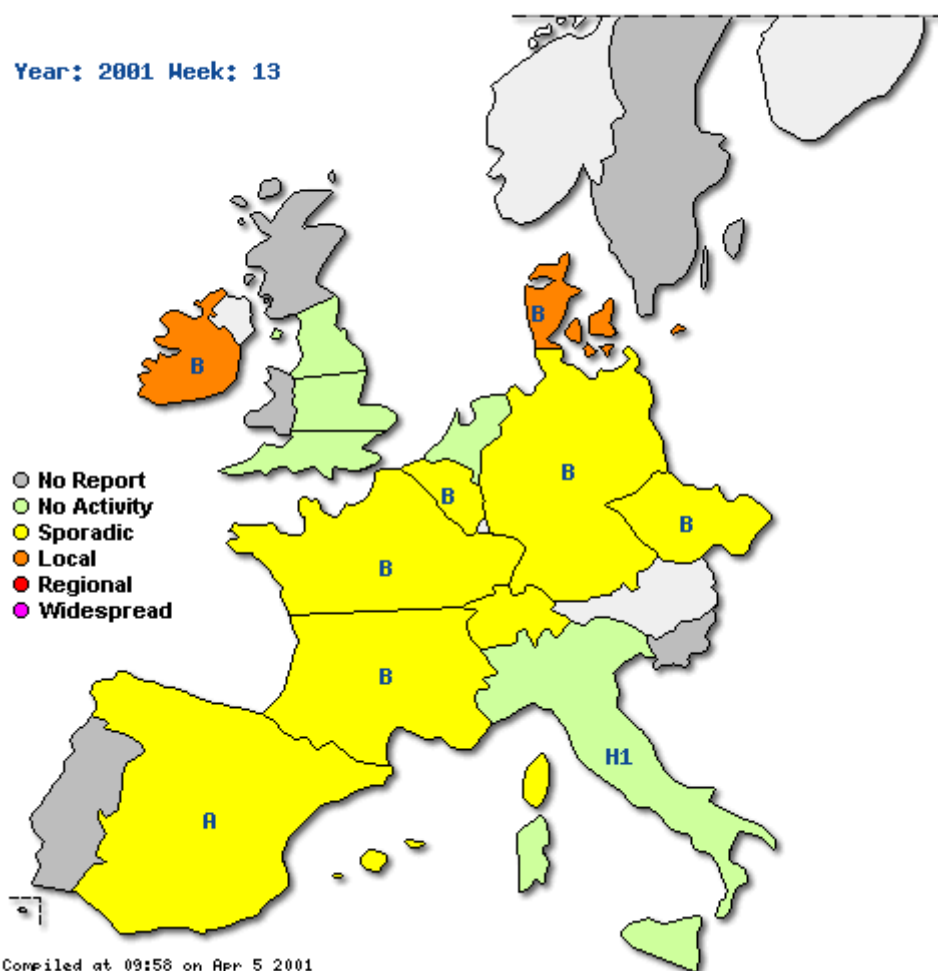 Year: 2001 Week: 13
B
B
No Report
No Activity
Sporadic
Local
Regional
Widespread
B
B
B
B
B
H1
A
Compiled at 09:58 on Apr 5 2001